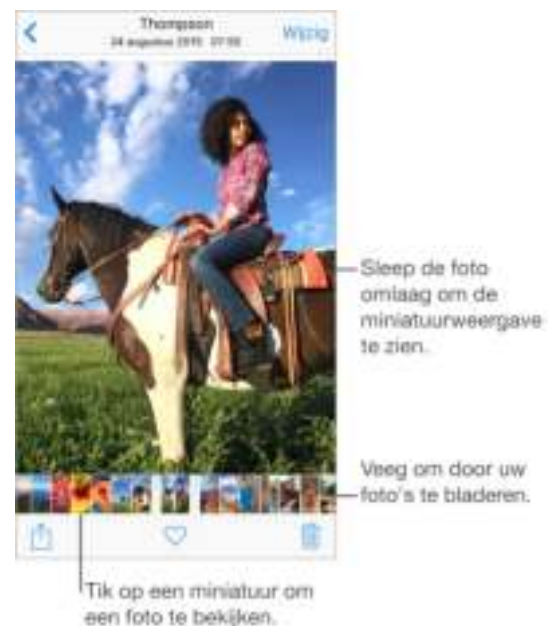 Thompson
24 augustus 2015 07:55
Wijzig
Sleep de foto
omlaag om de
miniatuurweergave
te zien.
Veeg om door uw
foto's te bladeren.
Tik op een miniatuur om
een foto te bekijken.